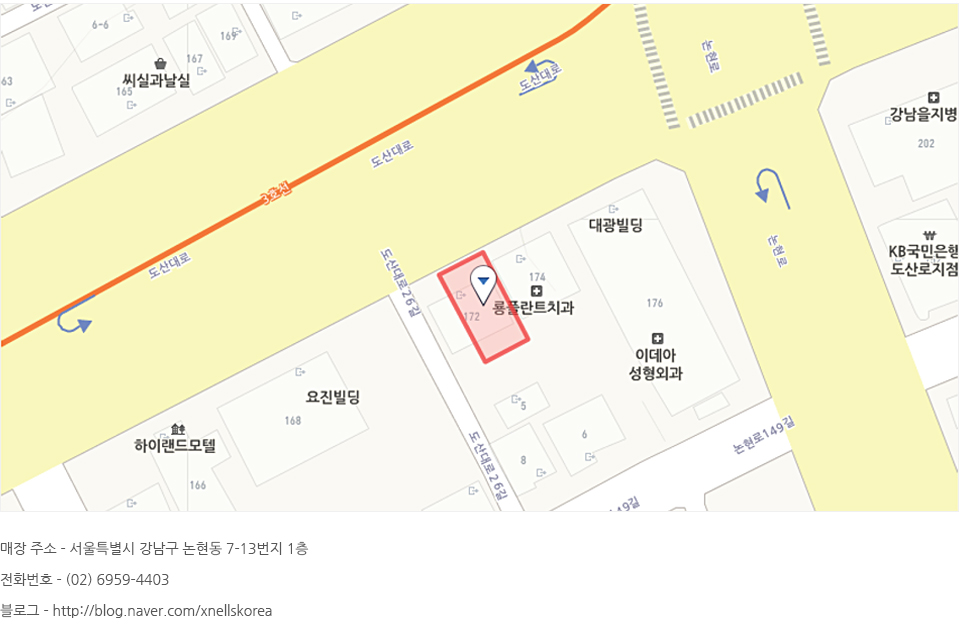 6-6
169
167
씨실과날실
165
63
도산대로
논현로
강남을지병
202
도산대로
3호선
도산대로
논현로
대광빌딩
KB국민은행
도산로지점
도산대로26길
174
룡플란트치과
172
176
이데아
성형외과
요진빌딩
168
5
6
8
하이랜드모텔
166
도산대로26길
논현로149길
49길
매장 주소 - 서울특별시 강남구 논현동 7-13번지 1층
전화번호 - (02) 6959-4403
블로그 - http://blog.naver.com/xnellskorea